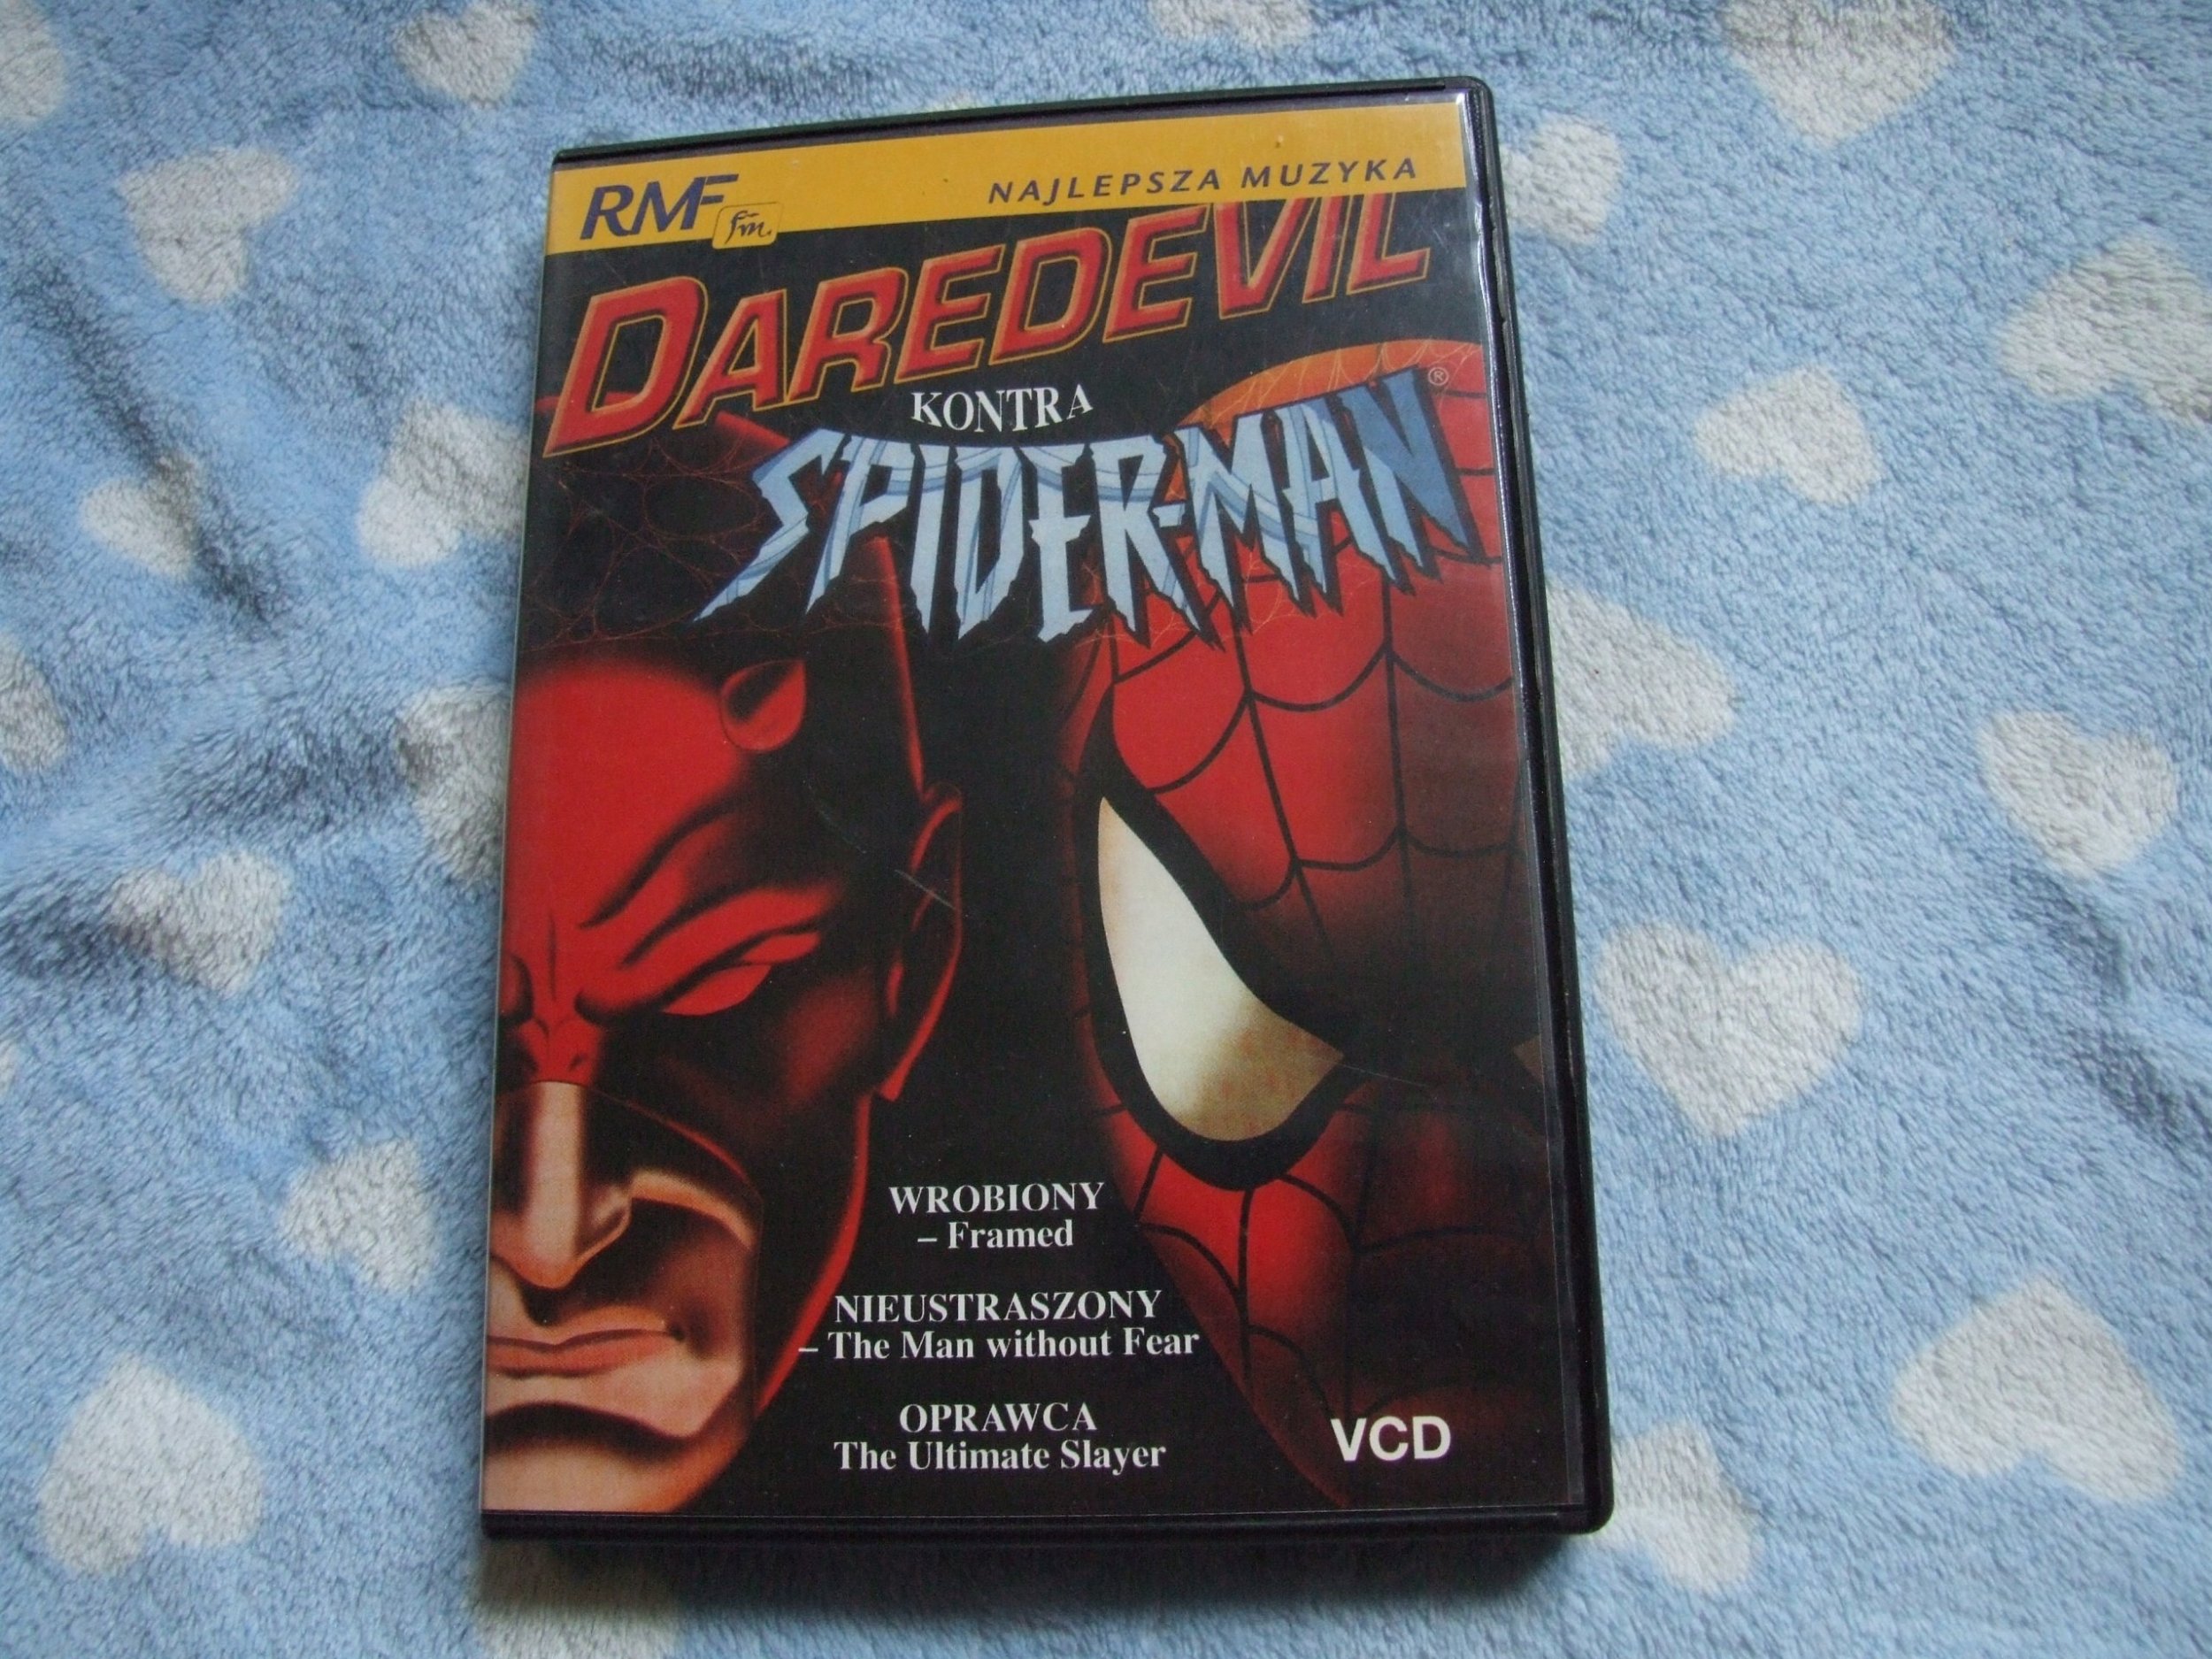 RMF fm. NAJLEPSZA MUZYKA
DAREDEVIL
KONTRA
SPIDER-MAN®
WROBIONY
– Framed
NIEUSTRASZONY
– The Man without Fear
OPRAWCA
The Ultimate Slayer
VCD